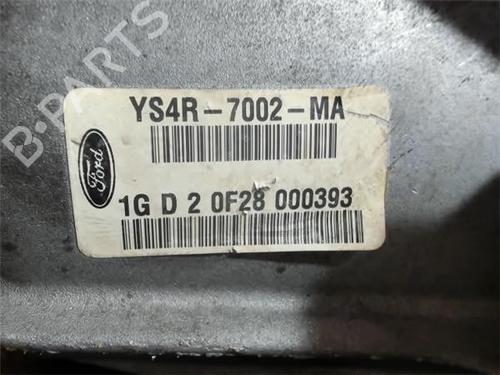 B-PARTS
YS4R-7002-MA
Ford
1G D 2 0F28 000393